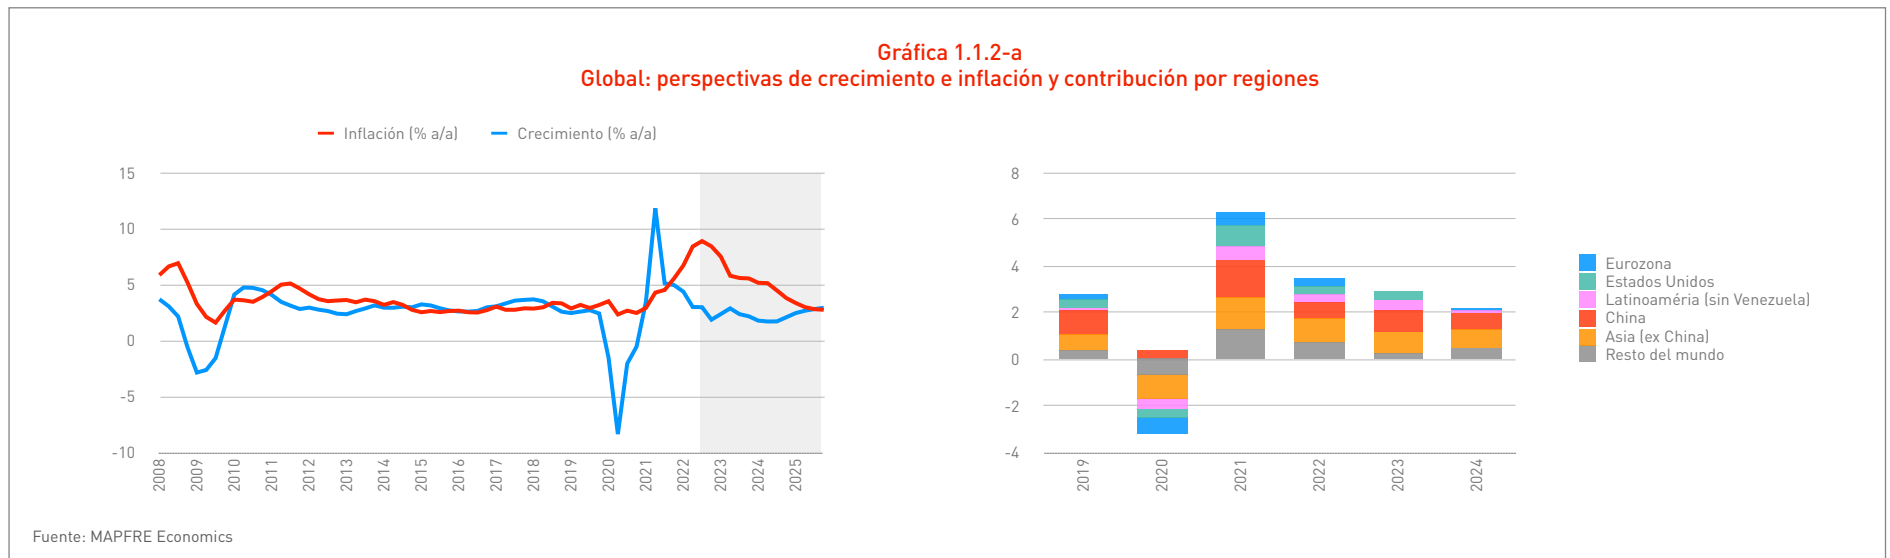 Gráfica 1.1.2-a
Global: perspectivas de crecimiento e inflación y contribución por regiones
Inflación (% a/a) Crecimiento (% a/a)
15
10
5
0
-5
-10
2008 2009 2010 2011 2012 2013 2014 2015 2016 2017 2018 2019 2020 2021 2022 2023 2024 2025
8
6
4
2
0
-2
-4
2019 2020 2021 2022 2023 2024
Eurozona
Estados Unidos
Latinoaméria (sin Venezuela)
China
Asia (ex China)
Resto del mundo
Fuente: MAPFRE Economics